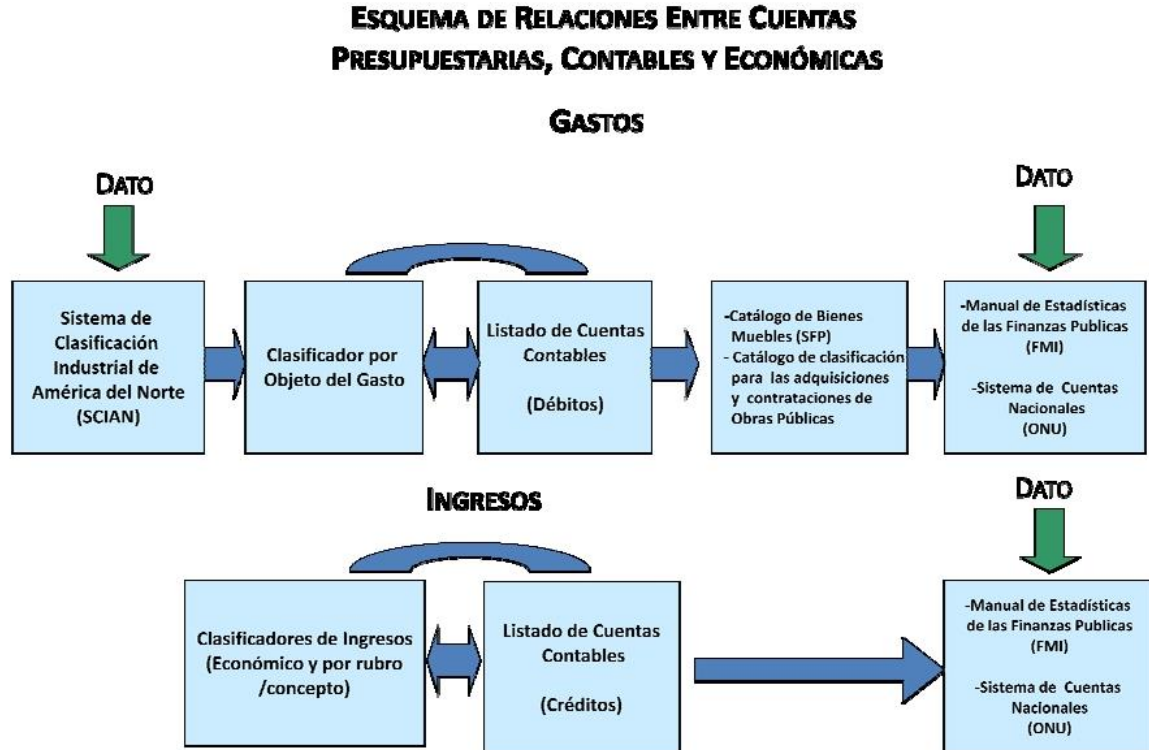 ESQUEMA DE RELACIONES ENTRE CUENTAS
PRESUPUESTARIAS, CONTABLES Y ECONÓMICAS
GASTOS
DATO
DATO
Sistema de
Clasificación
Industrial de
América del Norte
(SCIAN)
Clasificador por
Objeto del Gasto
Listado de Cuentas
Contables
(Débitos)
-Catálogo de Bienes
Muebles (SFP)
- Catálogo de clasificación
para las adquisiciones
y contrataciones de
Obras Públicas
-Manual de Estadísticas
de las Finanzas Publicas
(FMI)
-Sistema de Cuentas
Nacionales
(ONU)
INGRESOS
DATO
Clasificadores de Ingresos
(Económico y por rubro
/concepto)
Listado de Cuentas
Contables
(Créditos)
-Manual de Estadísticas
de las Finanzas Publicas
(FMI)
-Sistema de Cuentas
Nacionales
(ONU)